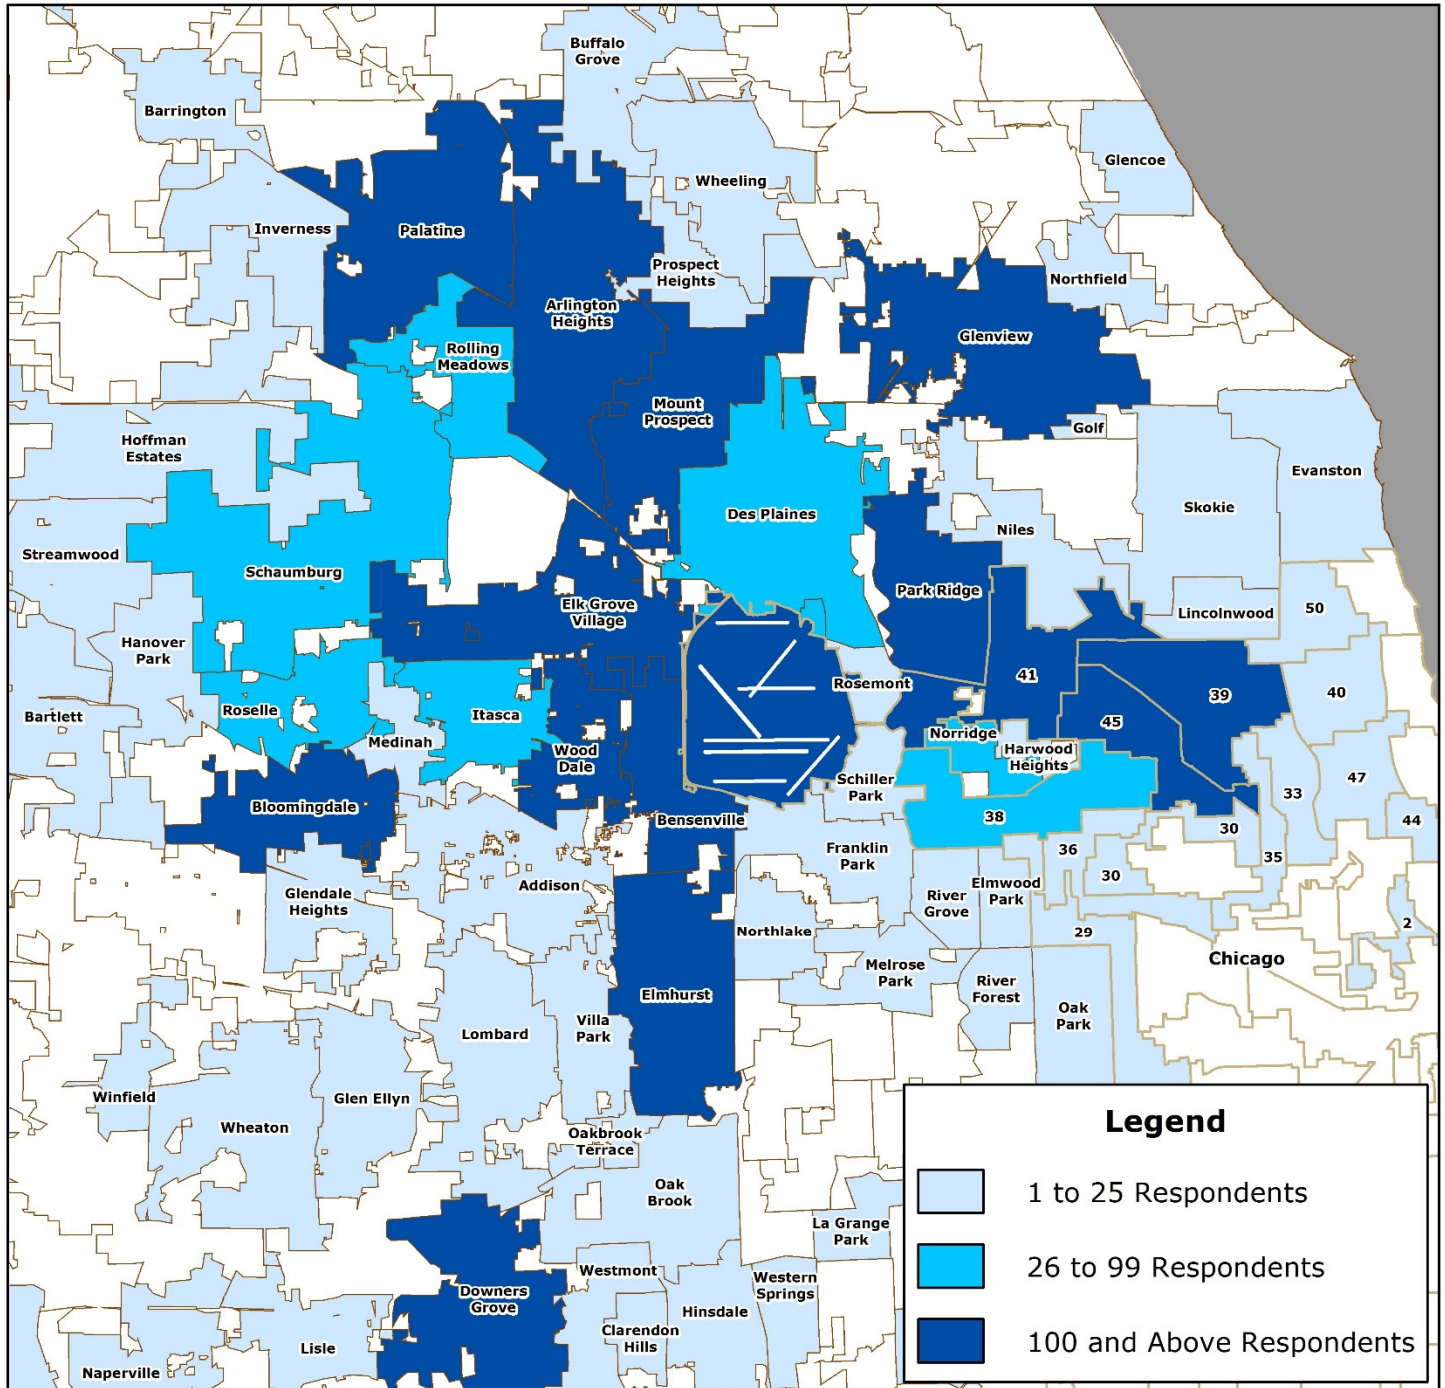 Buffalo
Grove
Barrington
Glencoe
Wheeling
Inverness
Palatine
Prospect
Heights
Northfield
Arlington
Heights
Glenview
Rolling
Meadows
Mount
Prospect
Golf
Hoffman
Estates
Evanston
Skokie
Des Plaines
Niles
Streamwood
Schaumburg
Park Ridge
Elk Grove
Village
Lincolnwood
50
Hanover
Park
41
Rosemont
39
40
Bartlett
Roselle
Itasca
45
Medinah
Norridge
Harwood
Heights
Wood
Dale
47
Schiller
Park
33
Bloomingdale
Bensenville
38
30
44
Franklin
Park
36
35
30
Addison
Glendale
Heights
River
Grove
Elmwood
Park
Northlake
29
2
Chicago
Melrose
Park
River
Forest
Elmhurst
Oak
Park
Lombard
Villa
Park
Winfield
Glen Ellyn
Wheaton
Oakbrook
Terrace
Oak
Brook
La Grange
Park
Westmont
Western
Springs
Downers
Grove
Hinsdale
Clarendon
Hills
Lisle
Naperville
Legend
1 to 25 Respondents
26 to 99 Respondents
100 and Above Respondents